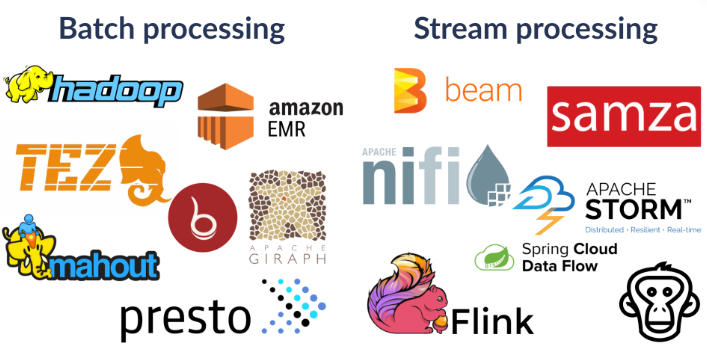 Batch processing
hadoop
amazon
EMR
TEZ
b
APACHE
GIRAPH
mahout
presto
Stream processing
beam
samza
APACHE
nifi
APACHE
STORM™
Distributed • Resilient • Real-time
Spring Cloud
Data Flow
Flink